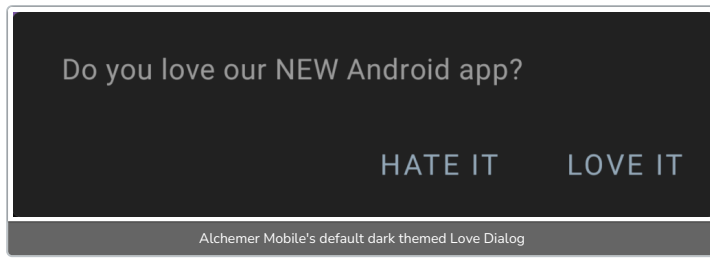 Do you love our NEW Android app?
HATE IT LOVE IT
Alchemer Mobile's default dark themed Love Dialog